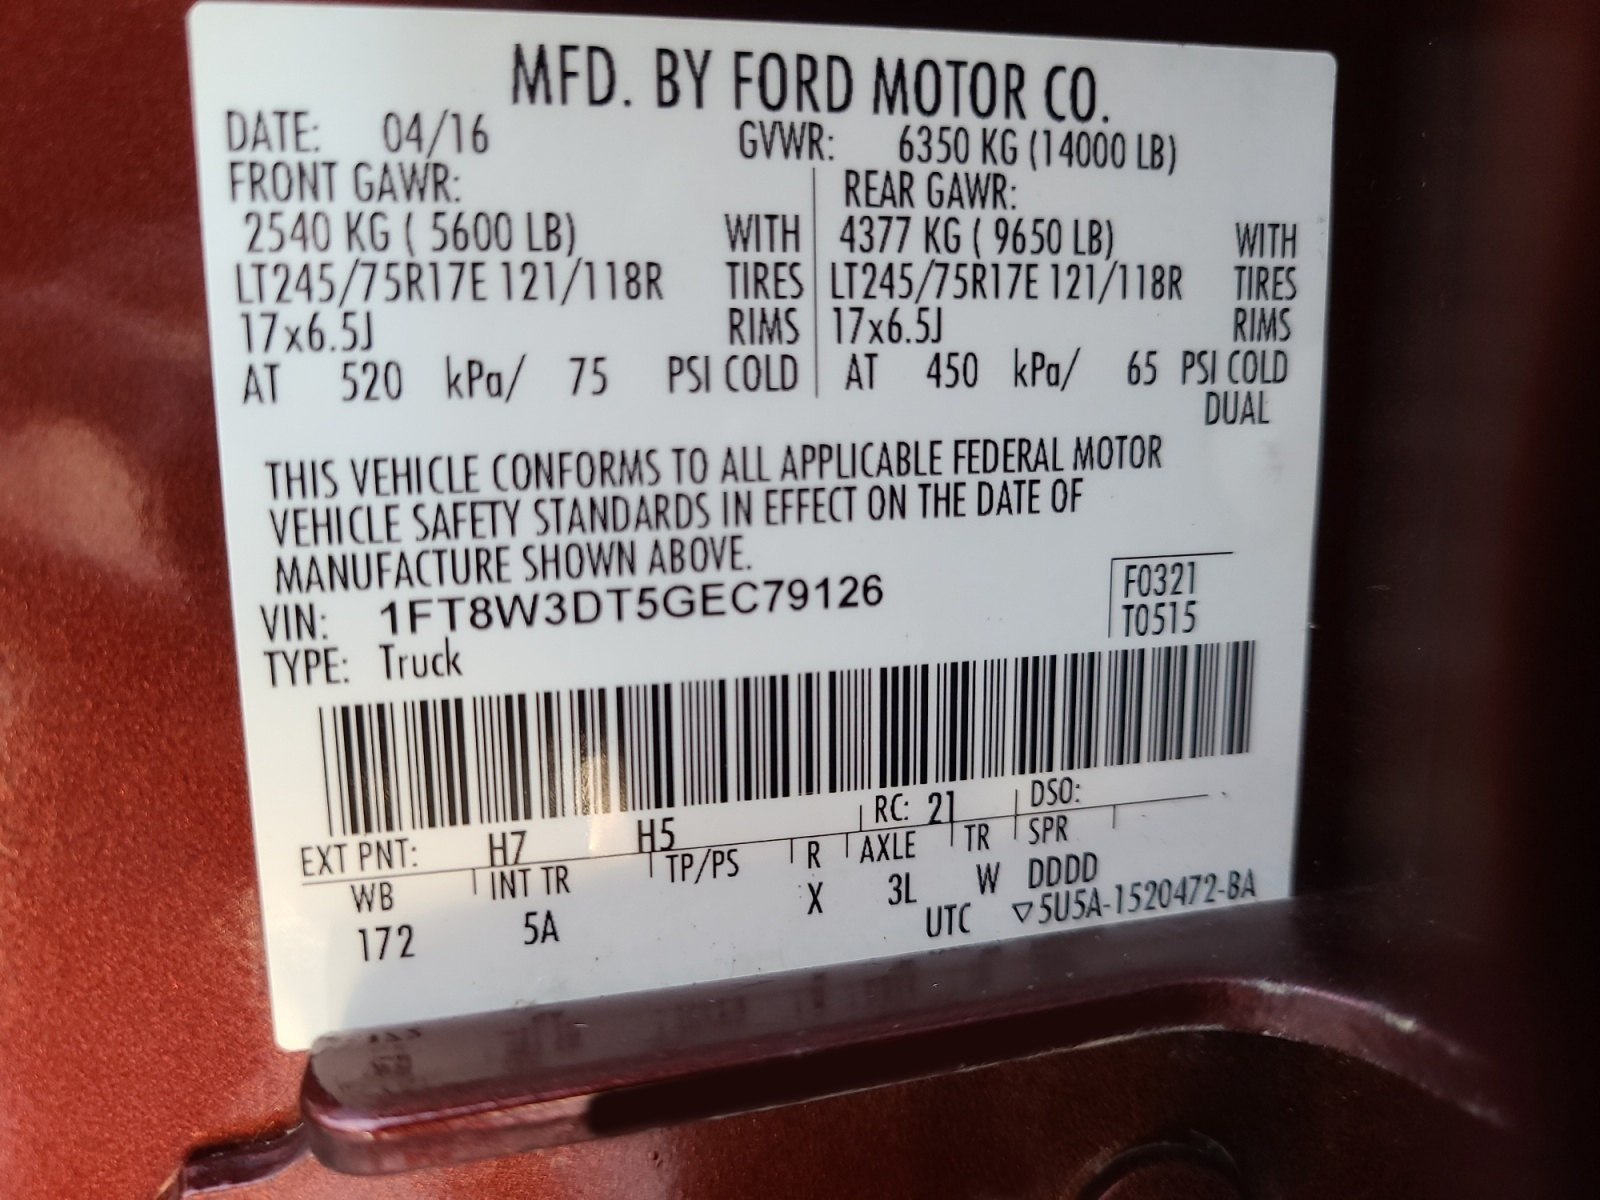 MFD. BY FORD MOTOR CO.
DATE: 04/16 GVWR: 6350 KG (14000 LB)
FRONT GAWR: REAR GAWR:
2540 KG ( 5600 LB) WITH 4377 KG ( 9650 LB) WITH
LT245/75R17E 121/118R TIRES LT245/75R17E 121/118R TIRES
17x6.5J RIMS 17x6.5J RIMS
AT 520 kPa/ 75 PSI COLD AT 450 kPa/ 65 PSI COLD
DUAL
THIS VEHICLE CONFORMS TO ALL APPLICABLE FEDERAL MOTOR
VEHICLE SAFETY STANDARDS IN EFFECT ON THE DATE OF
MANUFACTURE SHOWN ABOVE.
VIN: 1FT8W3DT5GEC79126
F0321
TYPE: Truck
T0515
EXT PNT: H7 H5 RC: 21 DSO:
WB INT TR TP/PS R AXLE TR SPR
172 5A X 3L W DDDD
UTC ▽5U5A-1520472-BA